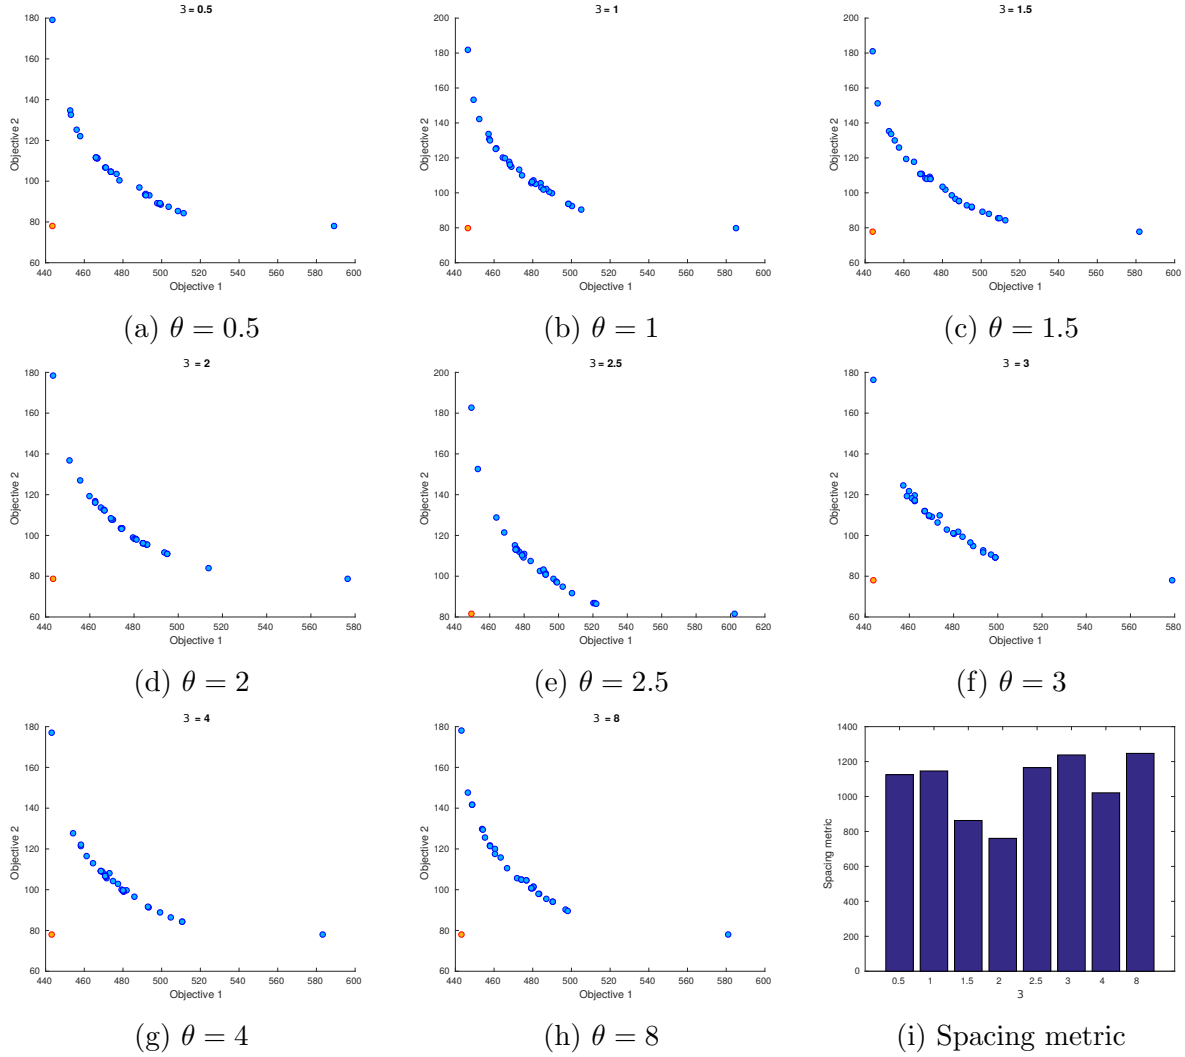 3 = 0.5
180
160
140
120
100
80
60
Objective 2
440 460 480 500 520 540 560 580 600
Objective 1
(a) θ = 0.5
3 = 1
200
180
160
140
120
100
80
60
Objective 2
440 460 480 500 520 540 560 580 600
Objective 1
(b) θ = 1
3 = 1.5
200
180
160
140
120
100
80
60
Objective 2
440 460 480 500 520 540 560 580 600
Objective 1
(c) θ = 1.5
3 = 2
180
160
140
120
100
80
60
Objective 2
440 460 480 500 520 540 560 580
Objective 1
(d) θ = 2
3 = 2.5
200
180
160
140
120
100
80
Objective 2
440 460 480 500 520 540 560 580 600 620
Objective 1
(e) θ = 2.5
3 = 3
180
160
140
120
100
80
60
Objective 2
440 460 480 500 520 540 560 580
Objective 1
(f) θ = 3
3 = 4
180
160
140
120
100
80
60
Objective 2
440 460 480 500 520 540 560 580 600
Objective 1
(g) θ = 4
3 = 8
180
160
140
120
100
80
60
Objective 2
440 460 480 500 520 540 560 580 600
Objective 1
(h) θ = 8
1400
1200
1000
800
600
400
200
0
Spacing metric
0.5 1 1.5 2 2.5 3 4 8
3
(i) Spacing metric